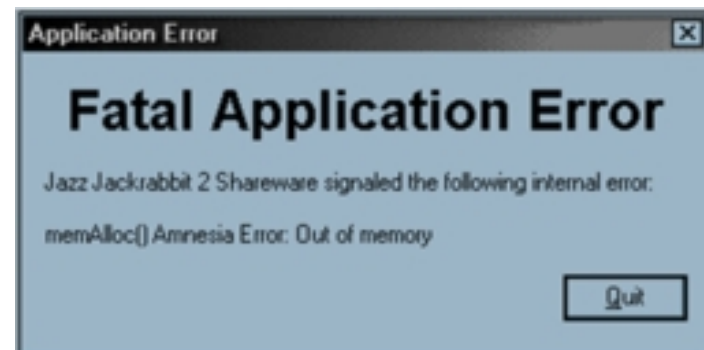 Application Error
Fatal Application Error
Jazz Jackrabbit 2 Shareware signaled the following internal error:
memAlloc() Amnesia Error: Out of memory
Quit